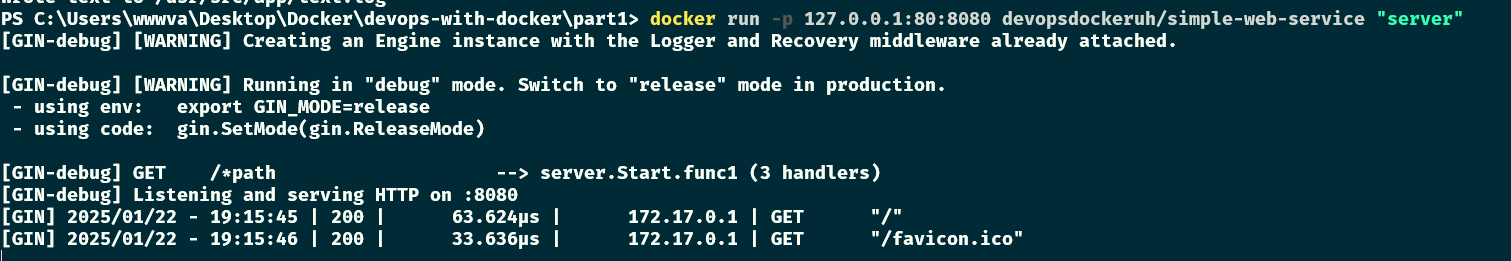 PS C:\Users\wwwva\Desktop\Docker\devops-with-docker\part1> docker run -p 127.0.0.1:80:8080 devopsdockeruh/simple-web-service "server"
[GIN-debug] [WARNING] Creating an Engine instance with the Logger and Recovery middleware already attached.
[GIN-debug] [WARNING] Running in "debug" mode. Switch to "release" mode in production.
- using env:   export GIN_MODE=release
- using code:  gin.SetMode(gin.ReleaseMode)
[GIN-debug] GET    /*path                    --> server.Start.func1 (3 handlers)
[GIN-debug] Listening and serving HTTP on :8080
[GIN] 2025/01/22 - 19:15:45 | 200 |      63.624µs |      172.17.0.1 | GET      "/"
[GIN] 2025/01/22 - 19:15:46 | 200 |      33.636µs |      172.17.0.1 | GET      "/favicon.ico"